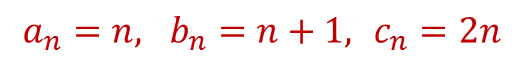 aₙ = n, bₙ = n + 1, cₙ = 2n